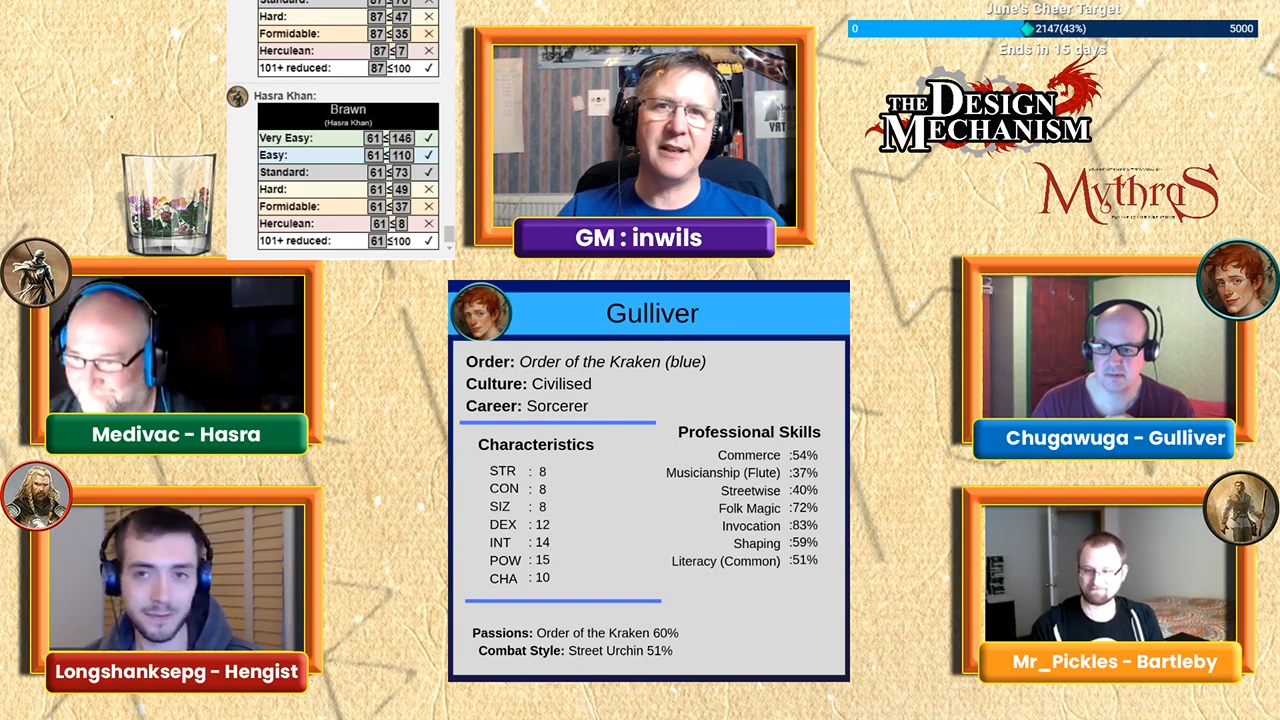 Standard:
Hard: 87 ≤ 47 ✕
Formidable: 87 ≤ 35 ✕
Herculean: 87 ≤ 7 ✕
101+ reduced: 87 ≤100 ✓
Hasra Khan:
Brawn
(Hasra Khan)
Very Easy: 61 ≤ 146 ✓
Easy: 61 ≤ 110 ✓
Standard: 61 ≤ 73 ✓
Hard: 61 ≤ 49 ✕
Formidable: 61 ≤ 37 ✕
Herculean: 61 ≤ 8 ✕
101+ reduced: 61 ≤100 ✓
GM : inwils
June's Cheer Target
0 2147(43%) 5000
Ends in 15 days
THE DESIGN
MECHANISM
MYTHRAS
Medivac - Hasra
Longshanksepg - Hengist
Gulliver
Order: Order of the Kraken (blue)
Culture: Civilised
Career: Sorcerer
Characteristics
STR : 8
CON : 8
SIZ : 8
DEX : 12
INT : 14
POW : 15
CHA : 10
Professional Skills
Commerce :54%
Musicianship (Flute) :37%
Streetwise :40%
Folk Magic :72%
Invocation :83%
Shaping :59%
Literacy (Common) :51%
Passions: Order of the Kraken 60%
Combat Style: Street Urchin 51%
Chugawuga - Gulliver
Mr_Pickles - Bartleby